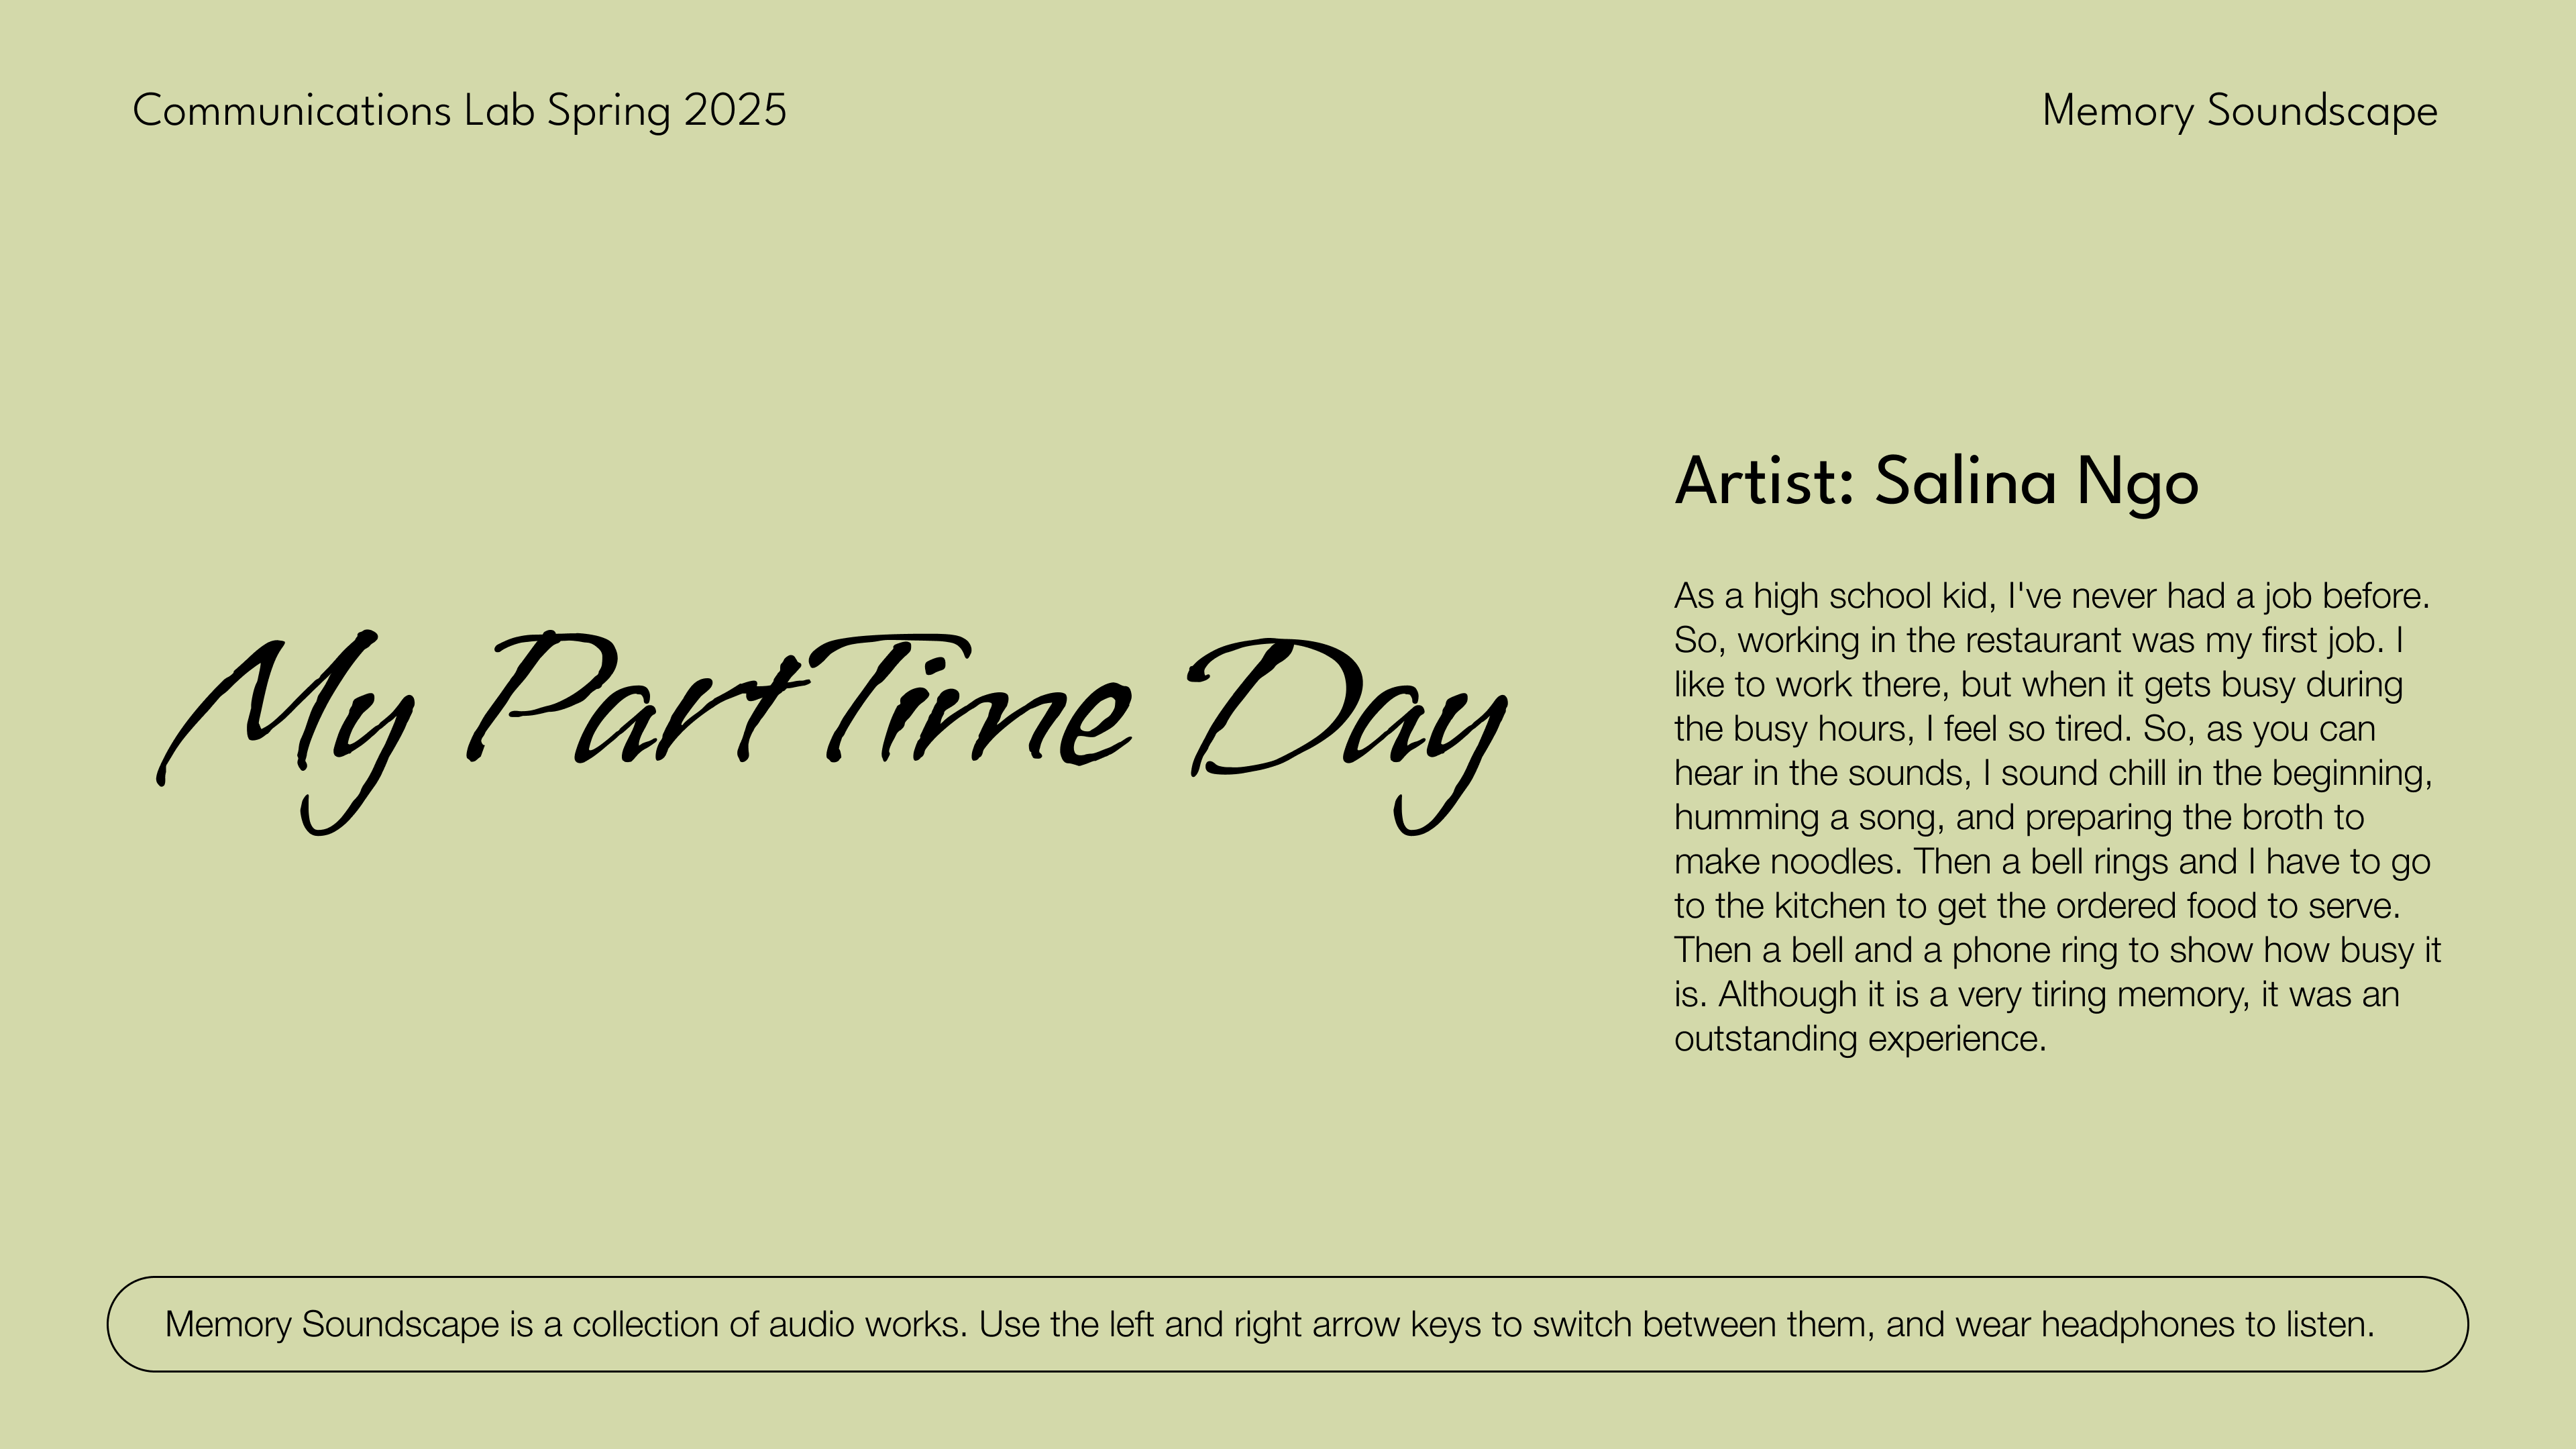 Communications Lab Spring 2025
Memory Soundscape
My PartTime Day
Artist: Salina Ngo
As a high school kid, I've never had a job before.
So, working in the restaurant was my first job. I
like to work there, but when it gets busy during
the busy hours, I feel so tired. So, as you can
hear in the sounds, I sound chill in the beginning,
humming a song, and preparing the broth to
make noodles. Then a bell rings and I have to go
to the kitchen to get the ordered food to serve.
Then a bell and a phone ring to show how busy it
is. Although it is a very tiring memory, it was an
outstanding experience.
Memory Soundscape is a collection of audio works. Use the left and right arrow keys to switch between them, and wear headphones to listen.